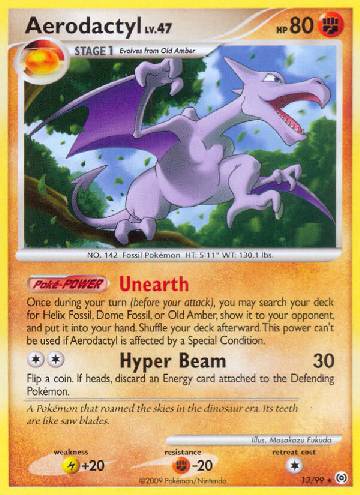 Aerodactyl LV.47 HP 80
STAGE 1 Evolves from Old Amber
NO. 142 Fossil Pokémon HT: 5'11" WT: 130.1 lbs.
Poké-POWER Unearth
Once during your turn (before your attack), you may search your deck
for Helix Fossil, Dome Fossil, or Old Amber, show it to your opponent,
and put it into your hand. Shuffle your deck afterward. This power can't
be used if Aerodactyl is affected by a Special Condition.
Hyper Beam 30
Flip a coin. If heads, discard an Energy card attached to the Defending
Pokémon.
A Pokémon that roamed the skies in the dinosaur era. Its teeth
are like saw blades.
Illus. Masakazu Fukuda
weakness resistance retreat cost
+20 -20
©2009 Pokémon/Nintendo 13/99